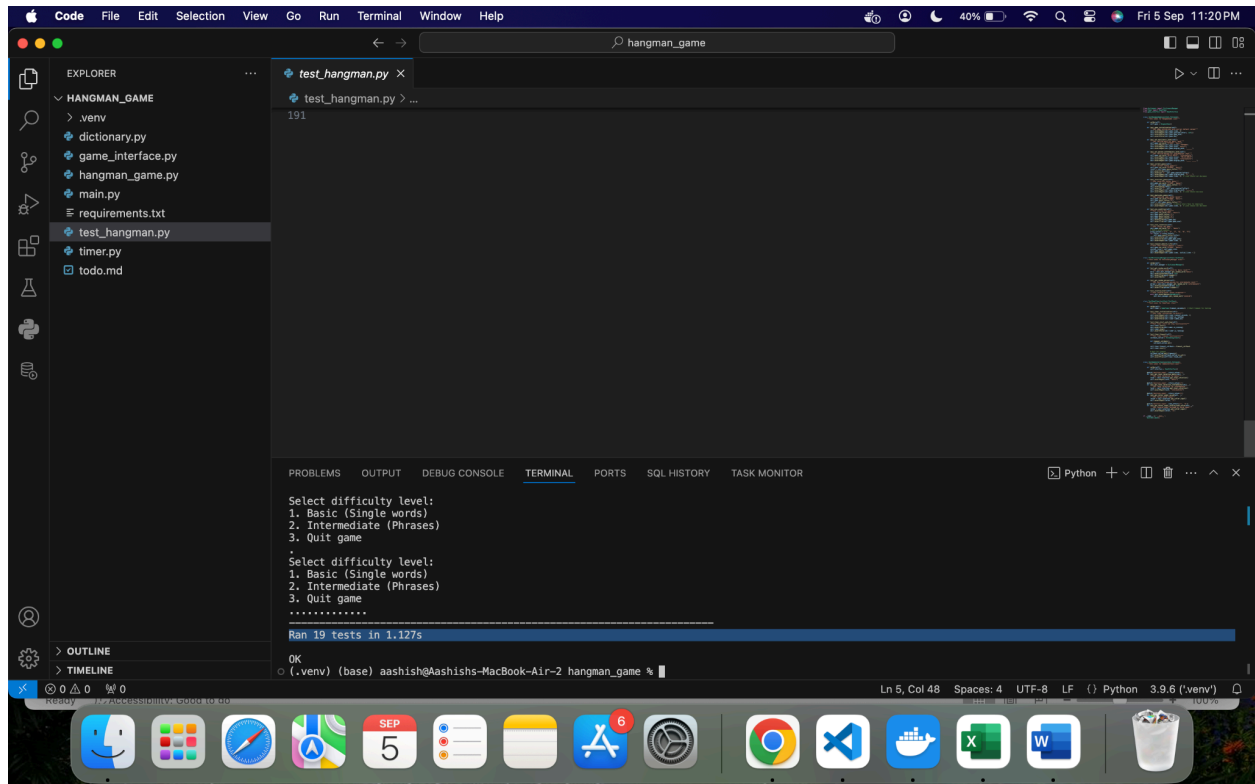 Code File Edit Selection View Go Run Terminal Window Help 40% Fri 5 Sep 11:20 PM
hangman_game
EXPLORER
HANGMAN_GAME
.venv
dictionary.py
game_interface.py
hangman_game.py
main.py
requirements.txt
test_hangman.py
timer.py
todo.md
OUTLINE
TIMELINE
test_hangman.py
test_hangman.py > ...
191
PROBLEMS OUTPUT DEBUG CONSOLE TERMINAL PORTS SQL HISTORY TASK MONITOR Python
Select difficulty level:
1. Basic (Single words)
2. Intermediate (Phrases)
3. Quit game
.
Select difficulty level:
1. Basic (Single words)
2. Intermediate (Phrases)
3. Quit game
.............
----------------------------------------------------------------------
Ran 19 tests in 1.127s
OK
(.venv) (base) aashish@Aashishs-MacBook-Air-2 hangman_game %
0 0 0 Ln 5, Col 48 Spaces: 4 UTF-8 LF {} Python 3.9.6 ('.venv')
Ready Accessibility: Good to go 100%
SEP
5
6
X
W